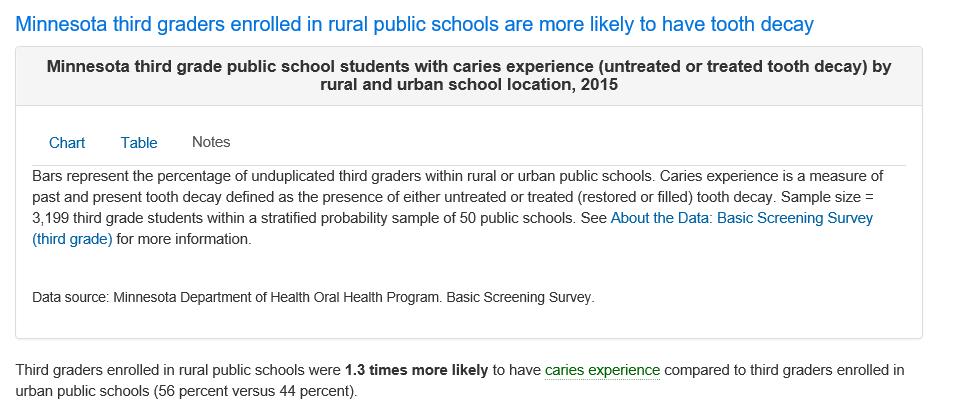 Minnesota third graders enrolled in rural public schools are more likely to have tooth decay
Minnesota third grade public school students with caries experience (untreated or treated tooth decay) by
rural and urban school location, 2015
Chart Table Notes
Bars represent the percentage of unduplicated third graders within rural or urban public schools. Caries experience is a measure of
past and present tooth decay defined as the presence of either untreated or treated (restored or filled) tooth decay. Sample size =
3,199 third grade students within a stratified probability sample of 50 public schools. See About the Data: Basic Screening Survey
(third grade) for more information.
Data source: Minnesota Department of Health Oral Health Program. Basic Screening Survey.
Third graders enrolled in rural public schools were 1.3 times more likely to have caries experience compared to third graders enrolled in
urban public schools (56 percent versus 44 percent).